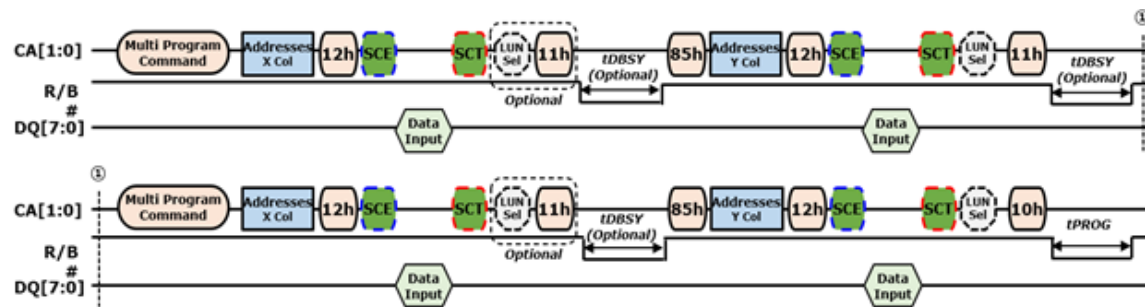 ①
CA[1:0]
Multi Program
Command
Addresses
X Col
12h
SCE
SCT
LUN
Sel
11h
tDBSY
(Optional)
85h
Addresses
Y Col
12h
SCE
SCT
LUN
Sel
11h
tDBSY
(Optional)
R/B
#
Optional
DQ[7:0]
Data
Input
Data
Input
①
CA[1:0]
Multi Program
Command
Addresses
X Col
12h
SCE
SCT
LUN
Sel
11h
tDBSY
(Optional)
85h
Addresses
Y Col
12h
SCE
SCT
LUN
Sel
10h
tPROG
R/B
#
Optional
DQ[7:0]
Data
Input
Data
Input